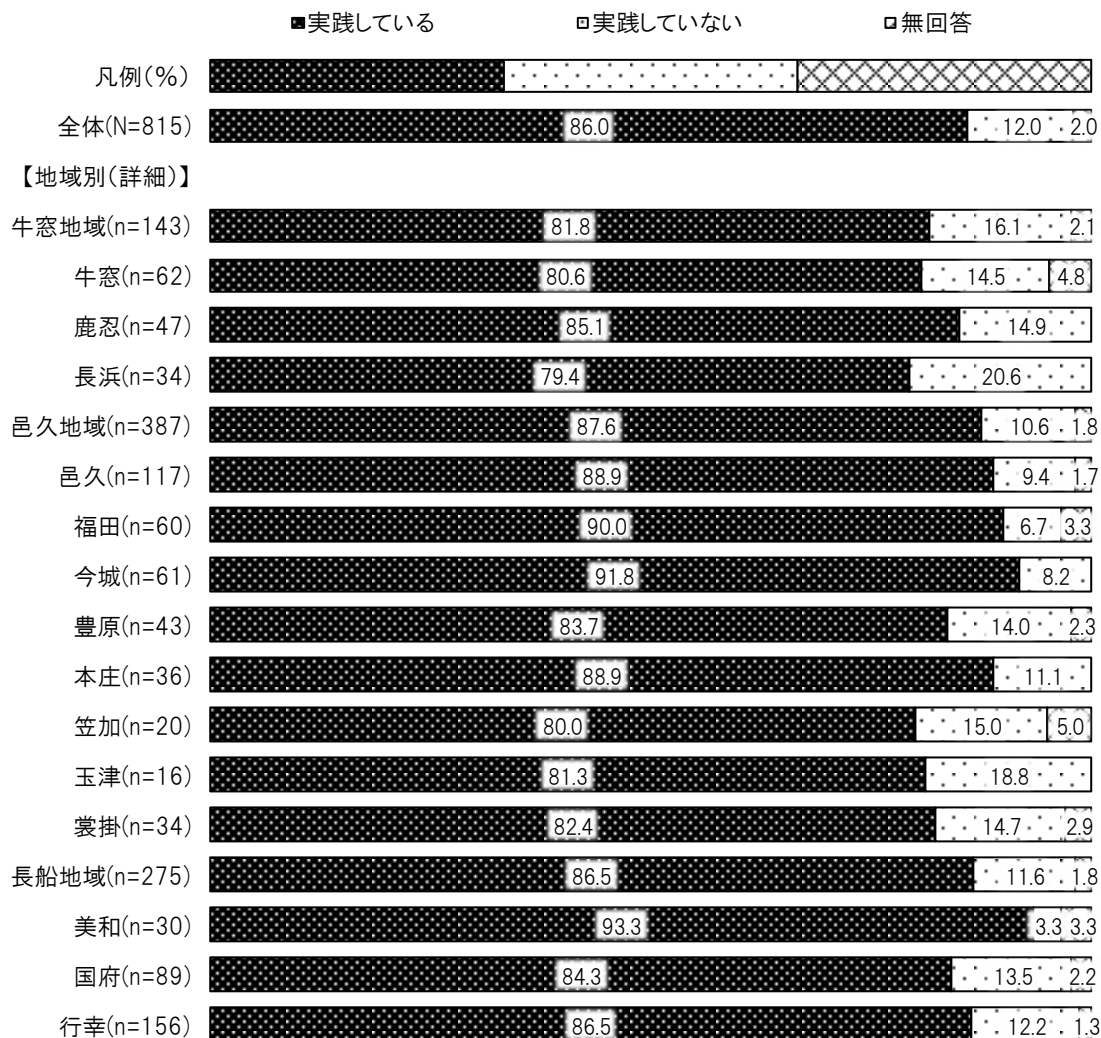 ■実践している □実践していない □無回答
凡例(％)
全体(N=815) 86.0 12.0 2.0
【地域別(詳細)】
牛窓地域(n=143) 81.8 16.1 2.1
牛窓(n=62) 80.6 14.5 4.8
鹿忍(n=47) 85.1 14.9
長浜(n=34) 79.4 20.6
邑久地域(n=387) 87.6 10.6 1.8
邑久(n=117) 88.9 9.4 1.7
福田(n=60) 90.0 6.7 3.3
今城(n=61) 91.8 8.2
豊原(n=43) 83.7 14.0 2.3
本庄(n=36) 88.9 11.1
笠加(n=20) 80.0 15.0 5.0
玉津(n=16) 81.3 18.8
裳掛(n=34) 82.4 14.7 2.9
長船地域(n=275) 86.5 11.6 1.8
美和(n=30) 93.3 3.3 3.3
国府(n=89) 84.3 13.5 2.2
行幸(n=156) 86.5 12.2 1.3